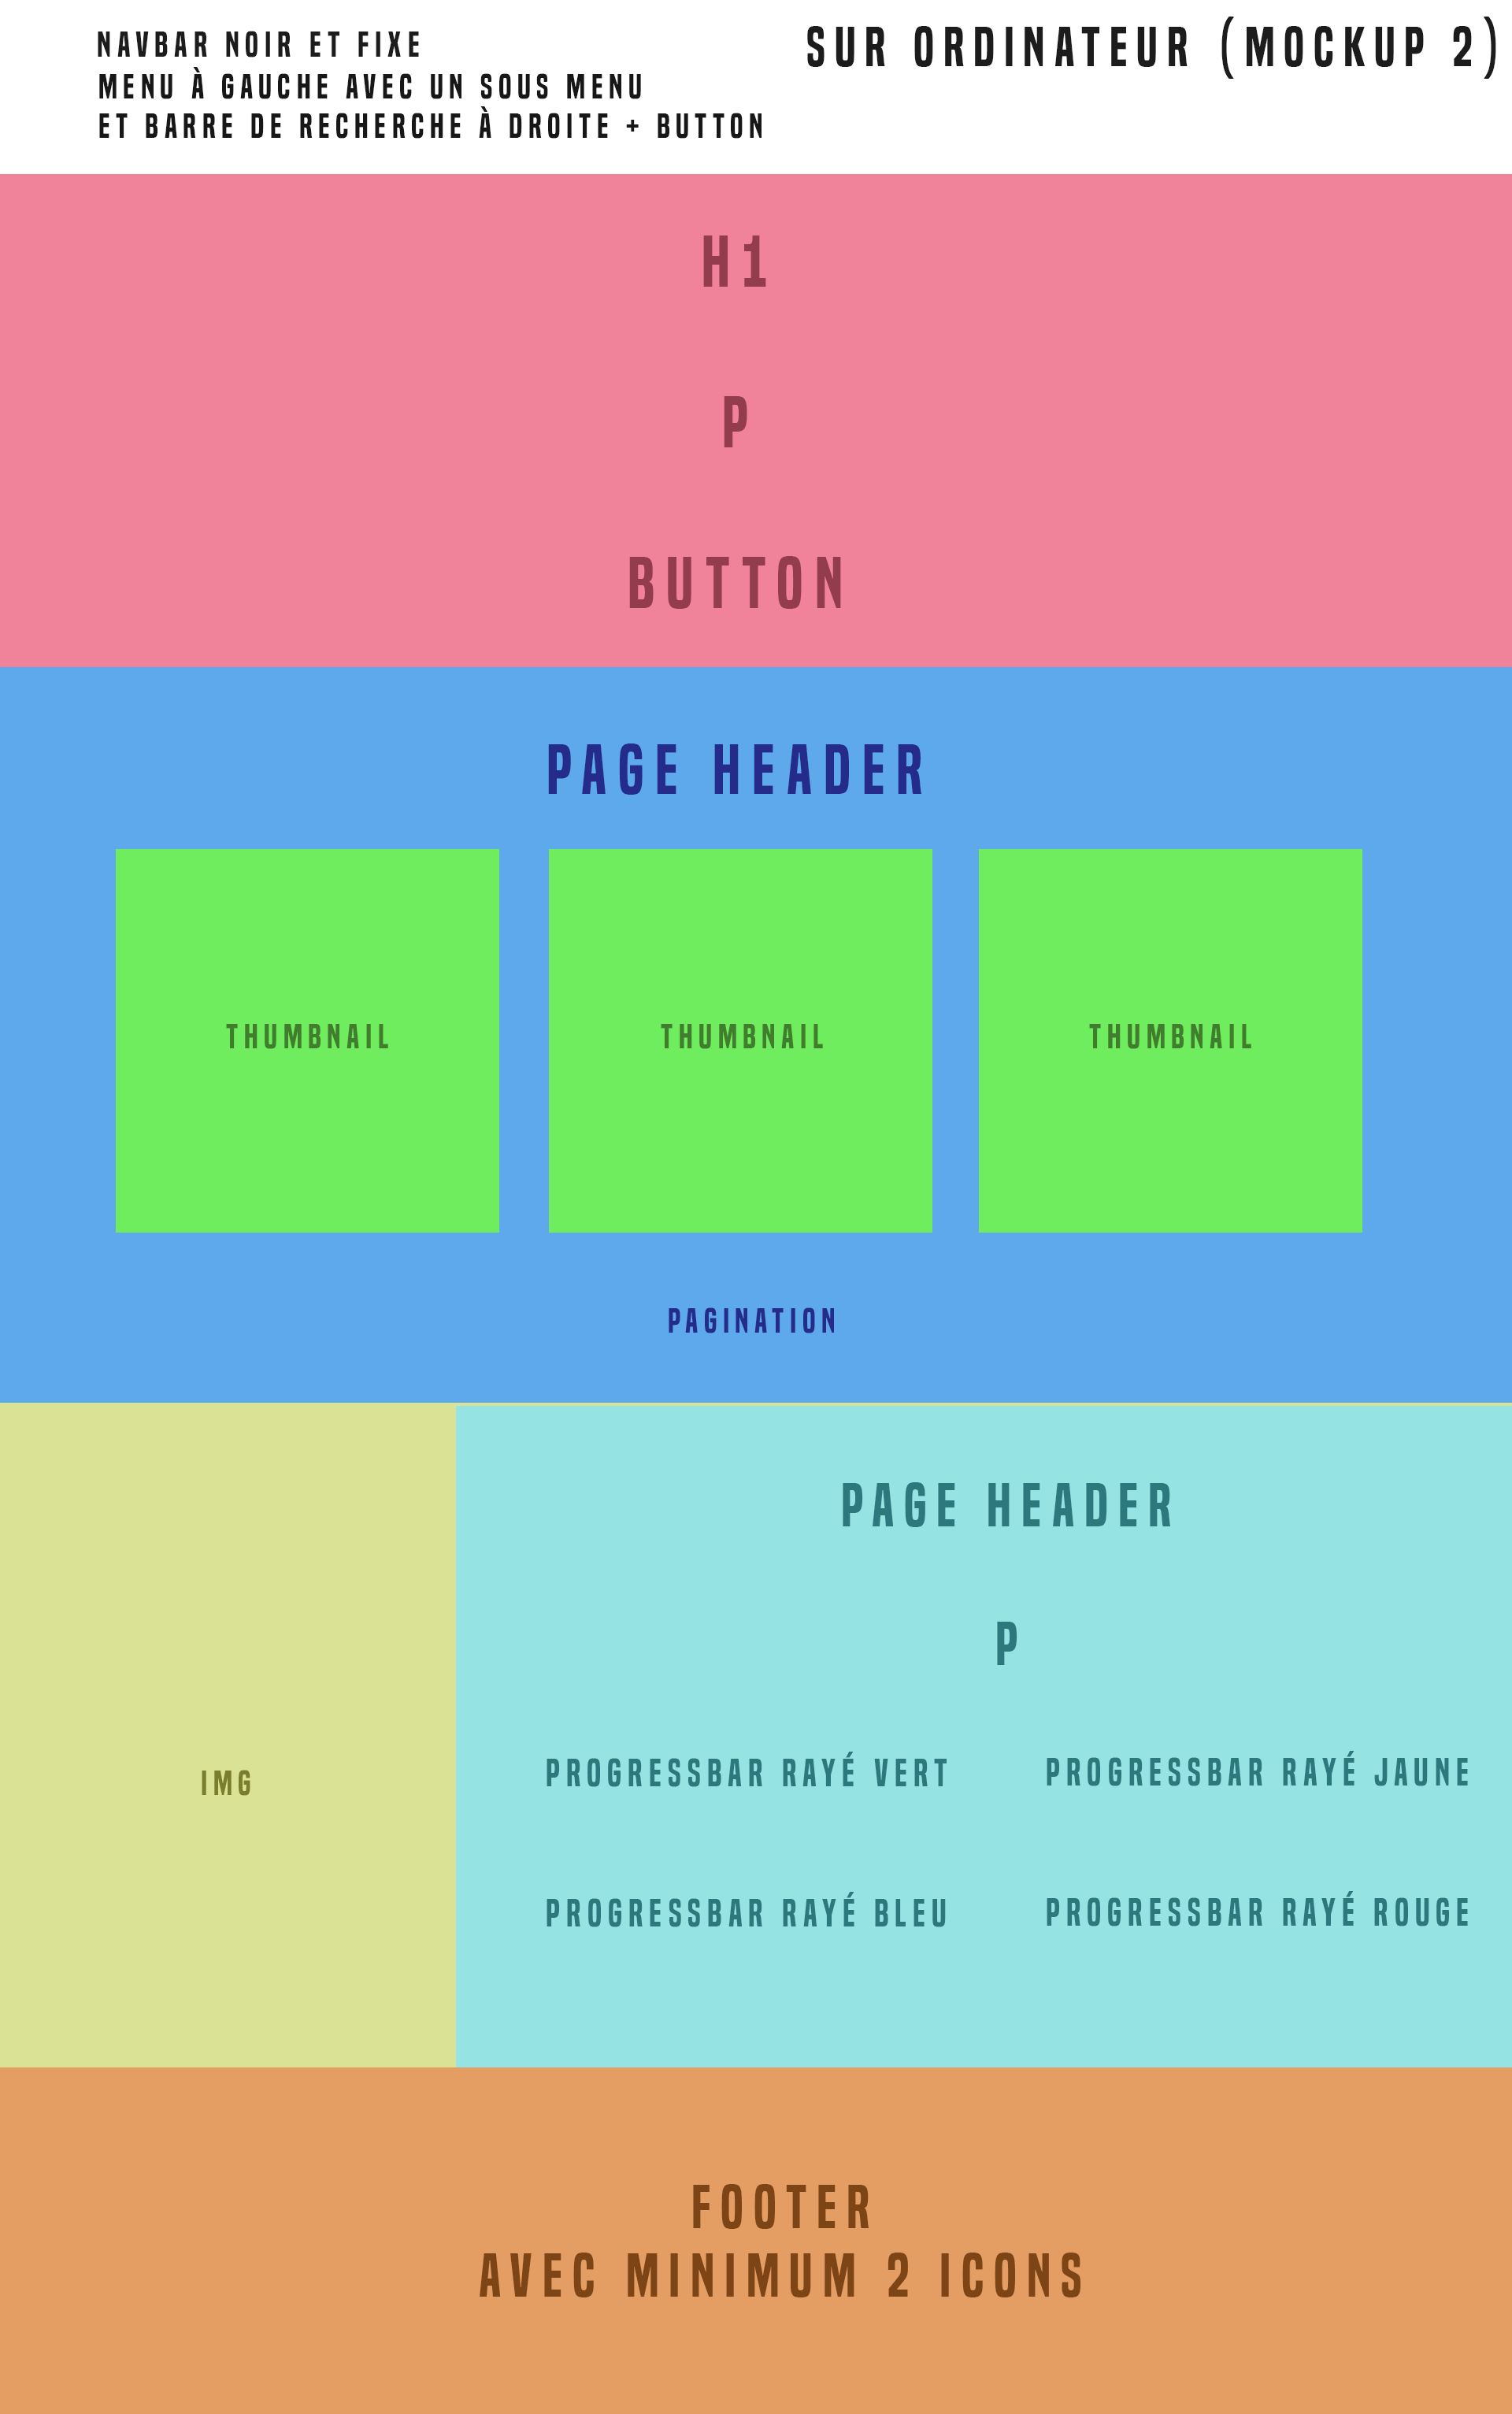 NAVBAR NOIR ET FIXE
MENU À GAUCHE AVEC UN SOUS MENU
ET BARRE DE RECHERCHE À DROITE + BUTTON
SUR ORDINATEUR (MOCKUP 2)
H1
P
BUTTON
PAGE HEADER
THUMBNAIL
THUMBNAIL
THUMBNAIL
PAGINATION
IMG
PAGE HEADER
P
PROGRESSBAR RAYÉ VERT
PROGRESSBAR RAYÉ JAUNE
PROGRESSBAR RAYÉ BLEU
PROGRESSBAR RAYÉ ROUGE
FOOTER
AVEC MINIMUM 2 ICONS